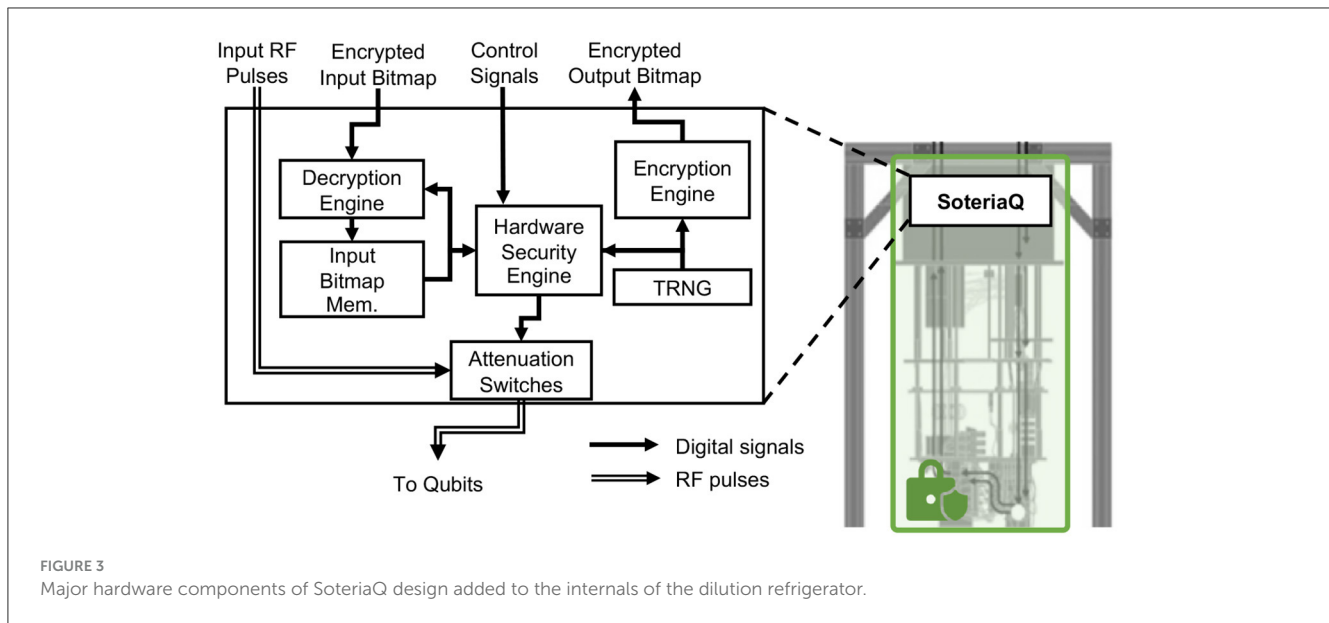 Input RF
Pulses
Encrypted
Input Bitmap
Control
Signals
Encrypted
Output Bitmap
Decryption
Engine
Input
Bitmap
Mem.
Hardware
Security
Engine
Encryption
Engine
TRNG
Attenuation
Switches
To Qubits
Digital signals
RF pulses
SoteriaQ
FIGURE 3
Major hardware components of SoteriaQ design added to the internals of the dilution refrigerator.